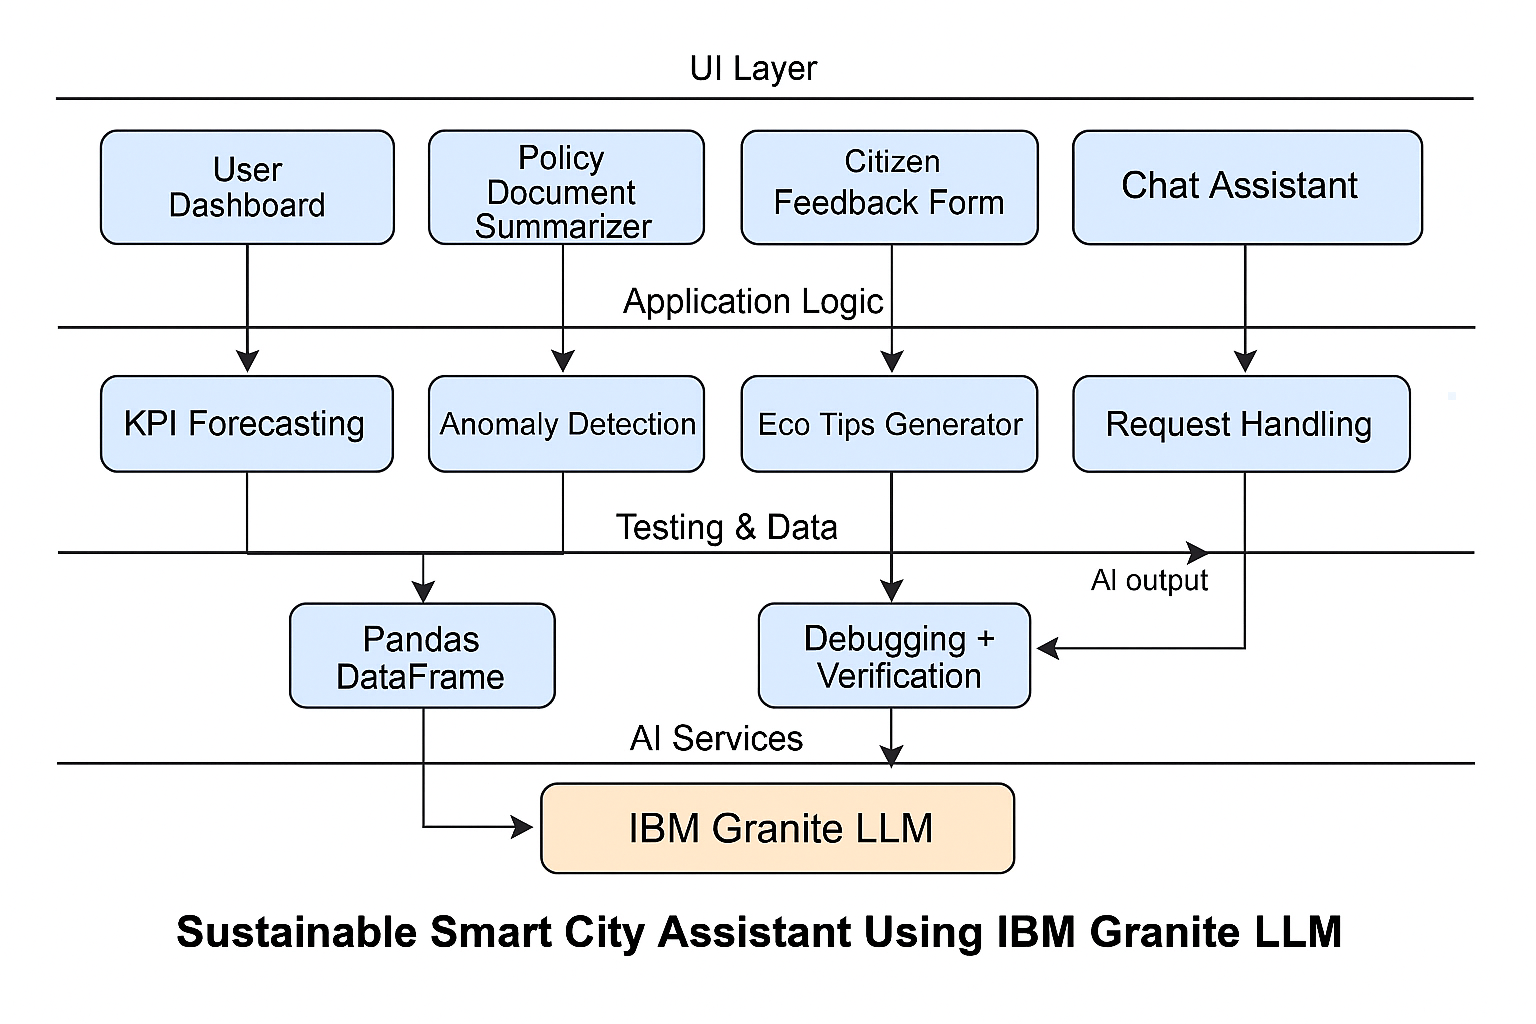 UI Layer
User
Dashboard
Policy
Document
Summarizer
Citizen
Feedback Form
Chat Assistant
Application Logic
KPI Forecasting
Anomaly Detection
Eco Tips Generator
Request Handling
Testing & Data
AI output
Pandas
DataFrame
Debugging +
Verification
AI Services
IBM Granite LLM
Sustainable Smart City Assistant Using IBM Granite LLM